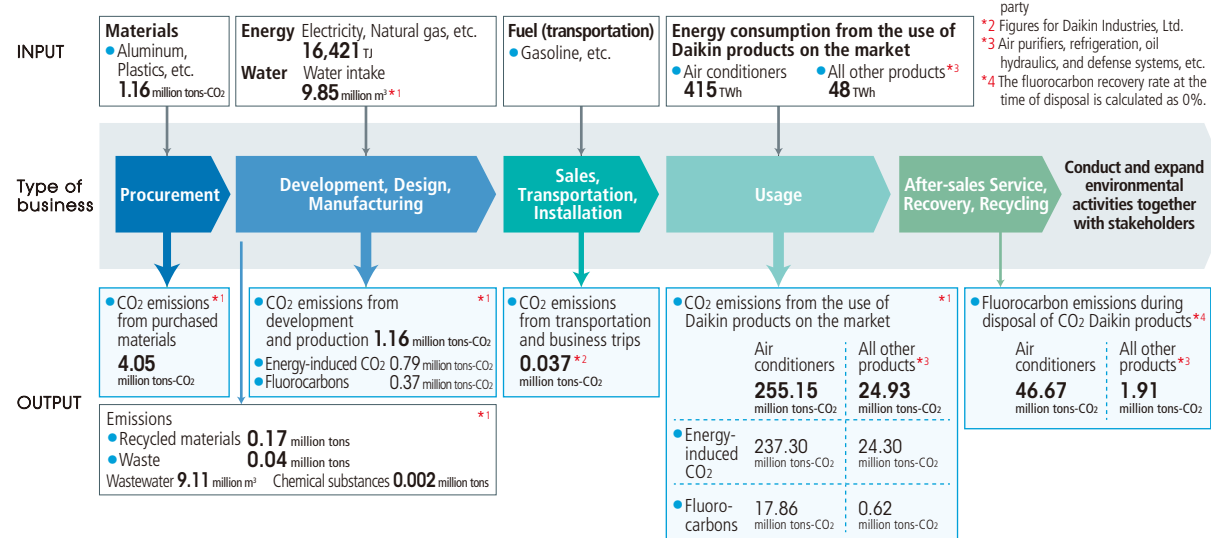 party
*2 Figures for Daikin Industries, Ltd.
*3 Air purifiers, refrigeration, oil
hydraulics, and defense systems, etc.
*4 The fluorocarbon recovery rate at the
time of disposal is calculated as 0%.
INPUT
Materials
● Aluminum,
Plastics, etc.
1.16 million tons-CO2
Energy Electricity, Natural gas, etc.
16,421 TJ
Water Water intake
9.85 million m³ *1
Fuel (transportation)
● Gasoline, etc.
Energy consumption from the use of
Daikin products on the market
● Air conditioners
415 TWh
● All other products*3
48 TWh
Type of
business
Procurement
Development, Design,
Manufacturing
Sales,
Transportation,
Installation
Usage
After-sales Service,
Recovery, Recycling
Conduct and expand
environmental
activities together
with stakeholders
OUTPUT
● CO2 emissions *1
from purchased
materials
4.05
million tons-CO2
● CO2 emissions from *1
development
and production 1.16 million tons-CO2
● Energy-induced CO2 0.79 million tons-CO2
● Fluorocarbons 0.37 million tons-CO2
Emissions *1
● Recycled materials 0.17 million tons
● Waste 0.04 million tons
Wastewater 9.11 million m³ Chemical substances 0.002 million tons
● CO2 emissions
from transportation
and business trips
0.037 *2
million tons-CO2
● CO2 emissions from the use of *1
Daikin products on the market
Air
conditioners
255.15
million tons-CO2
All other
products*3
24.93
million tons-CO2
● Energy-
induced
CO2
237.30
million tons-CO2
24.30
million tons-CO2
● Fluoro-
carbons
17.86
million tons-CO2
0.62
million tons-CO2
● Fluorocarbon emissions during
disposal of CO2 Daikin products*4
Air
conditioners
46.67
million tons-CO2
All other
products*3
1.91
million tons-CO2